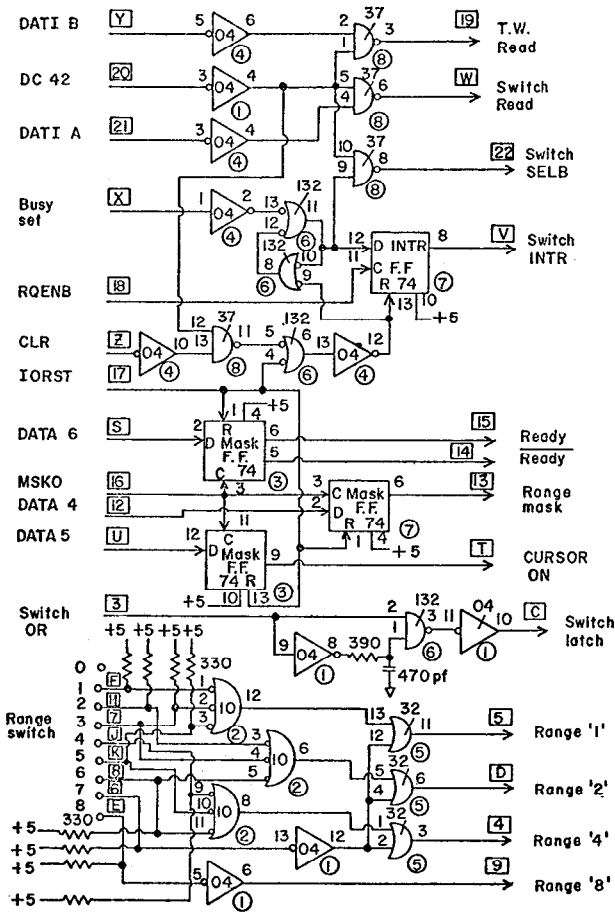 DATI B Y 5 04 6 4 2 1 37 3 8 19 T.W. Read
DC 42 20 3 04 4 1 5 4 37 6 8 W Switch Read
DATI A 21 3 04 4 4
10 9 37 8 8 22 Switch SELB
Busy set X 1 04 2 4 13 12 132 11 6
132 8 6 10 9
12 11 D INTR C F.F R 74 8 7 13 10 +5 V Switch INTR
RQENB 18
CLR Z 04 10 4 12 13 37 11 8 5 4 132 6 6 13 04 12 4
IORST 17
DATA 6 S 2 1 4 +5 R D Mask F.F. 74 C 6 5 3 3 15 Ready
14 Ready
MSKO 16 3 C Mask D F.F. R 74 6 7 1 4 +5 13 Range mask
DATA 4 12 2
DATA 5 U 12 11 C D Mask F.F. 74 R 9 3 +5 10 13 T CURSOR ON
Switch OR 3 9 04 8 1 390 470 pf 2 1 132 3 6 11 04 10 1 C Switch latch
+5 +5 +5 +5
330
Range switch
0
1 F
2 H
3 7
4 J
5 K
6 8
7 6
8 E
1 2 3 10 12 2
3 4 5 10 6 2
9 10 11 10 8 2
13 12 32 11 5 5 Range '1'
5 4 32 6 5 D Range '2'
1 2 32 3 5 4 Range '4'
330
+5
+5
+5
+5
13 04 12 1
5 04 6 1 9 Range '8'